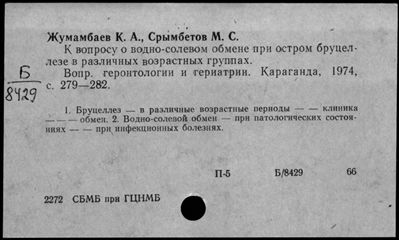 Жумамбаев К. А., Срымбетов М. С.
К вопросу о водно-солевом обмене при остром бруцел-
лезе в различных возрастных группах.
Вопр. геронтологии и гериатрии. Караганда, 1974,
с. 279—282.
Б
8429
1. Бруцеллез — в различные возрастные периоды — — клиника
— — — обмен. 2. Водно-солевой обмен — при патологических состоя-
ниях — — при инфекционных болезнях.
П-5 Б/8429 66
2272 СБМБ при ГЦНМБ